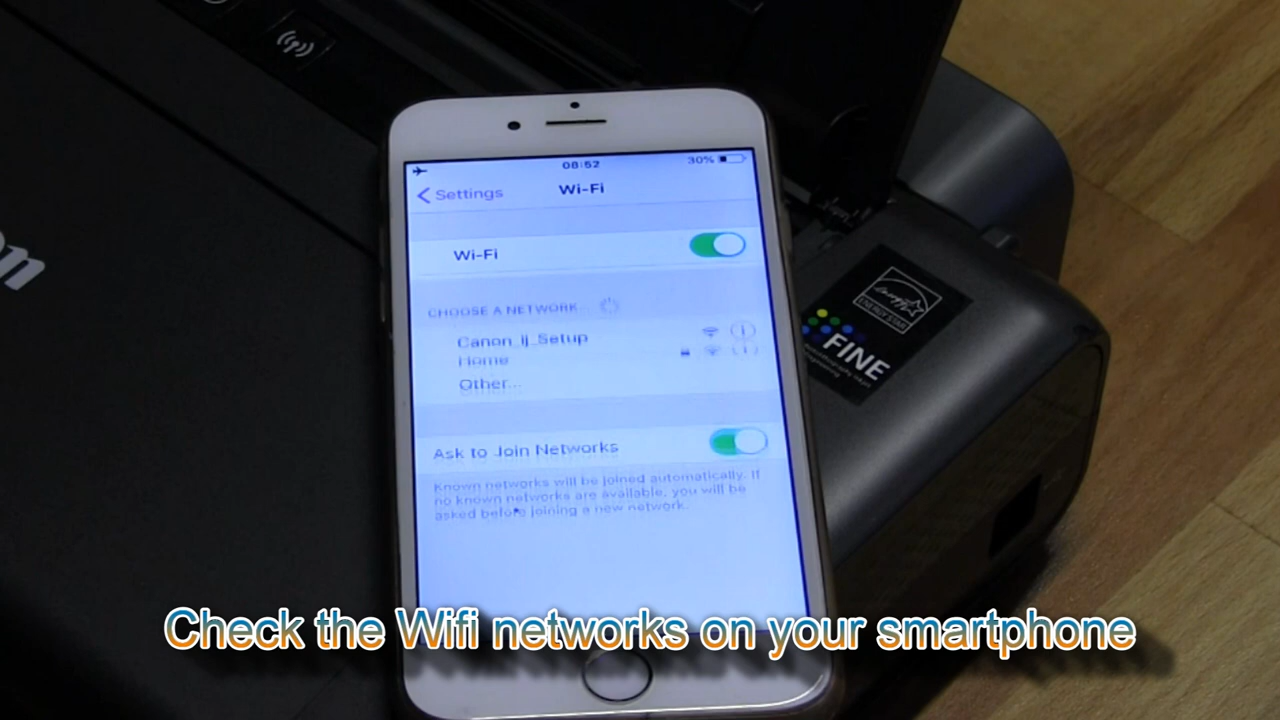 08:52
30%
Settings
Wi-Fi
Wi-Fi
CHOOSE A NETWORK
Canon_ij_Setup
Home
Other...
Ask to Join Networks
Known networks will be joined automatically. If
no known networks are available, you will be
asked before joining a new network.
ENERGY STAR
FINE
Check the Wifi networks on your smartphone